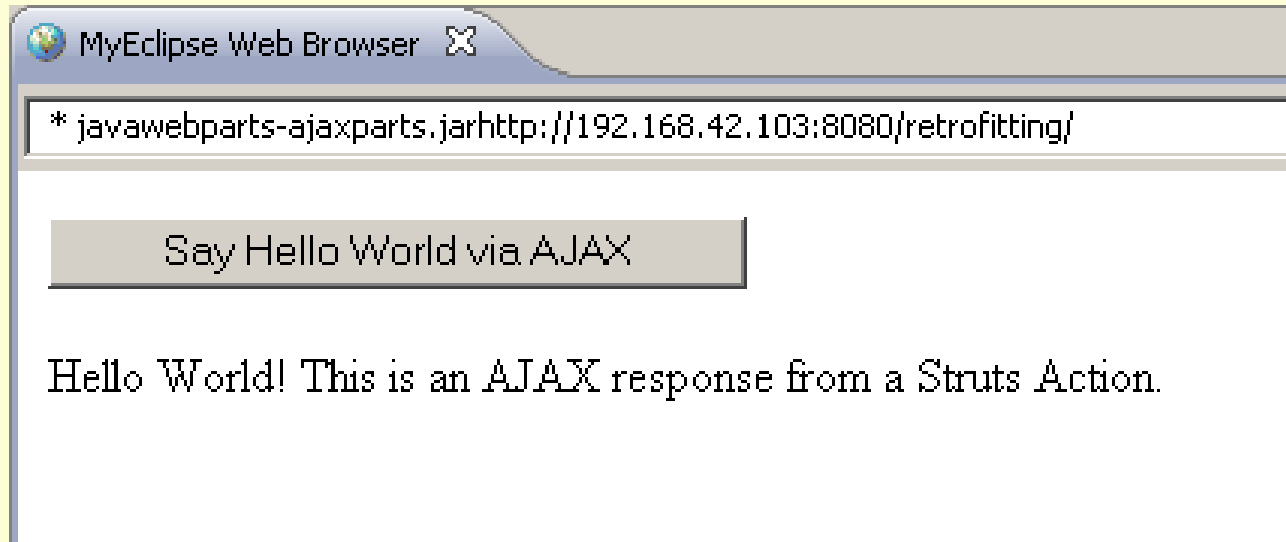 MyEclipse Web Browser
* javawebparts-ajaxparts.jarhttp://192.168.42.103:8080/retrofitting/
Say Hello World via AJAX
Hello World! This is an AJAX response from a Struts Action.